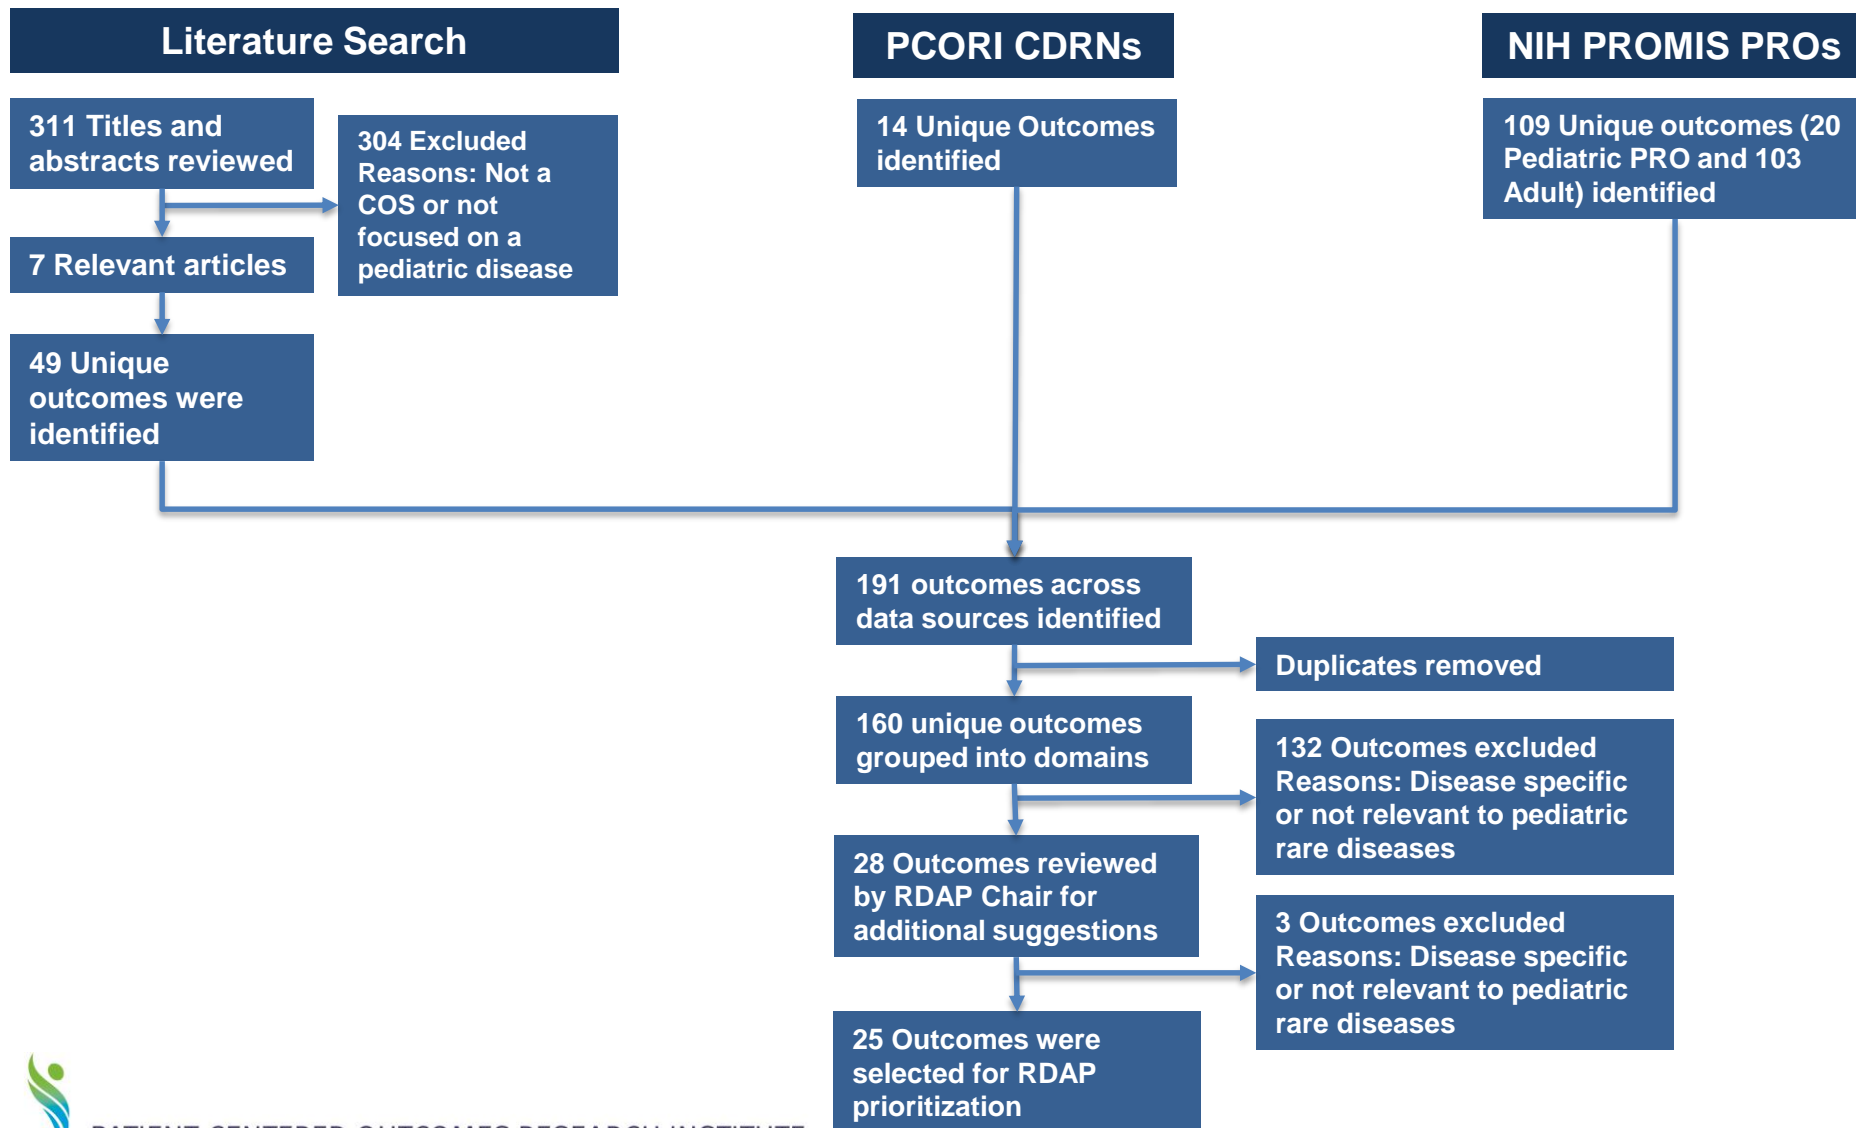 Literature Search
311 Titles and
abstracts reviewed
304 Excluded
Reasons: Not a
COS or not
focused on a
pediatric disease
7 Relevant articles
49 Unique
outcomes were
identified
PCORI CDRNs
14 Unique Outcomes
identified
NIH PROMIS PROs
109 Unique outcomes (20
Pediatric PRO and 103
Adult) identified
191 outcomes across
data sources identified
Duplicates removed
160 unique outcomes
grouped into domains
132 Outcomes excluded
Reasons: Disease specific
or not relevant to pediatric
rare diseases
28 Outcomes reviewed
by RDAP Chair for
additional suggestions
3 Outcomes excluded
Reasons: Disease specific
or not relevant to pediatric
rare diseases
25 Outcomes were
selected for RDAP
prioritization
PATIENT-CENTERED OUTCOMES RESEARCH INSTITUTE